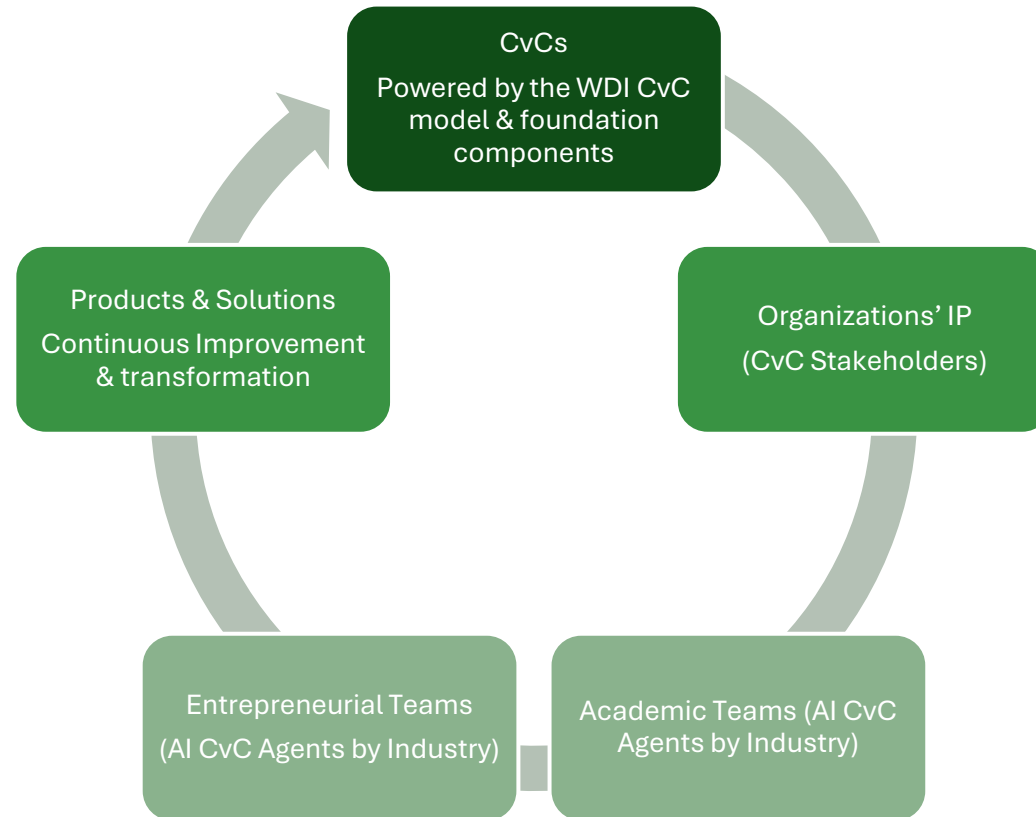 CvCs
Powered by the WDI CvC
model & foundation
components
Organizations’ IP
(CvC Stakeholders)
Academic Teams (AI CvC
Agents by Industry)
Entrepreneurial Teams
(AI CvC Agents by Industry)
Products & Solutions
Continuous Improvement
& transformation